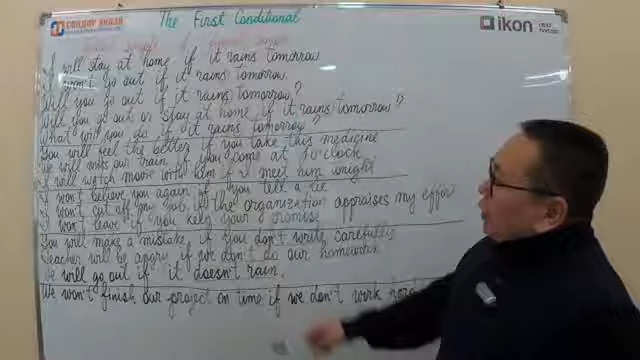 The First Conditional
ikon
I will stay at home if it rains tomorrow
I won't go out if it rains tomorrow
Will you go out if it rains tomorrow?
Will you go out or stay at home if it rains tomorrow?
What will you do if it rains tomorrow?
You will feel the better if you take this medicine
We will miss our train if you come at o'clock
I will watch movie with him if I meet him
I won't believe you again if you tell a lie
I won't off my job if the organization appraises my effort
I won't leave if you keep your promise
You will make a mistake if you don't write carefully
Teacher will be angry if we don't do our homework
We will go out if it doesn't rain.
We won't finish our project on time if we don't work hard